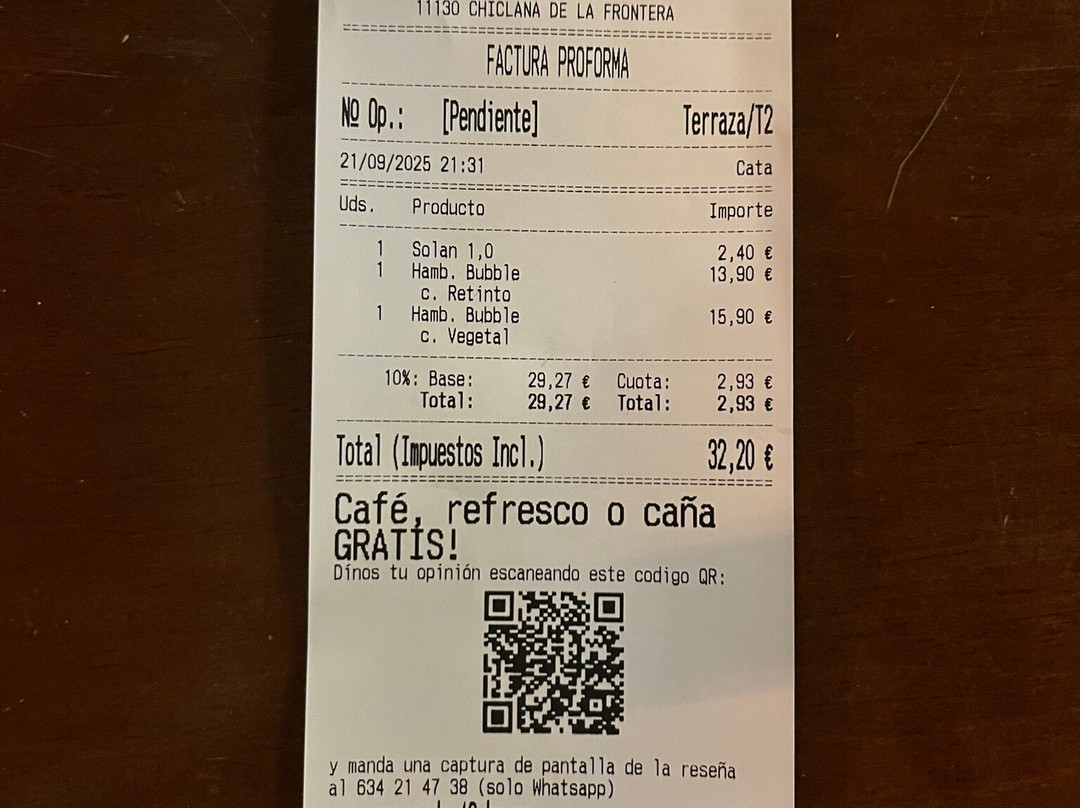 11130 CHICLANA DE LA FRONTERA
FACTURA PROFORMA
Nº Op.: [Pendiente] Terraza/T2
21/09/2025 21:31 Cata
Uds. Producto Importe
1 Solan 1,0 2,40 €
1 Hamb. Bubble 13,90 €
c. Retinto
1 Hamb. Bubble 15,90 €
c. Vegetal
10%: Base: 29,27 € Cuota: 2,93 €
Total: 29,27 € Total: 2,93 €
Total (Impuestos Incl.) 32,20 €
Café, refresco o caña
GRATIS!
Dínos tu opinión escaneando este codigo QR:
y manda una captura de pantalla de la reseña
al 634 21 47 38 (solo Whatsapp)